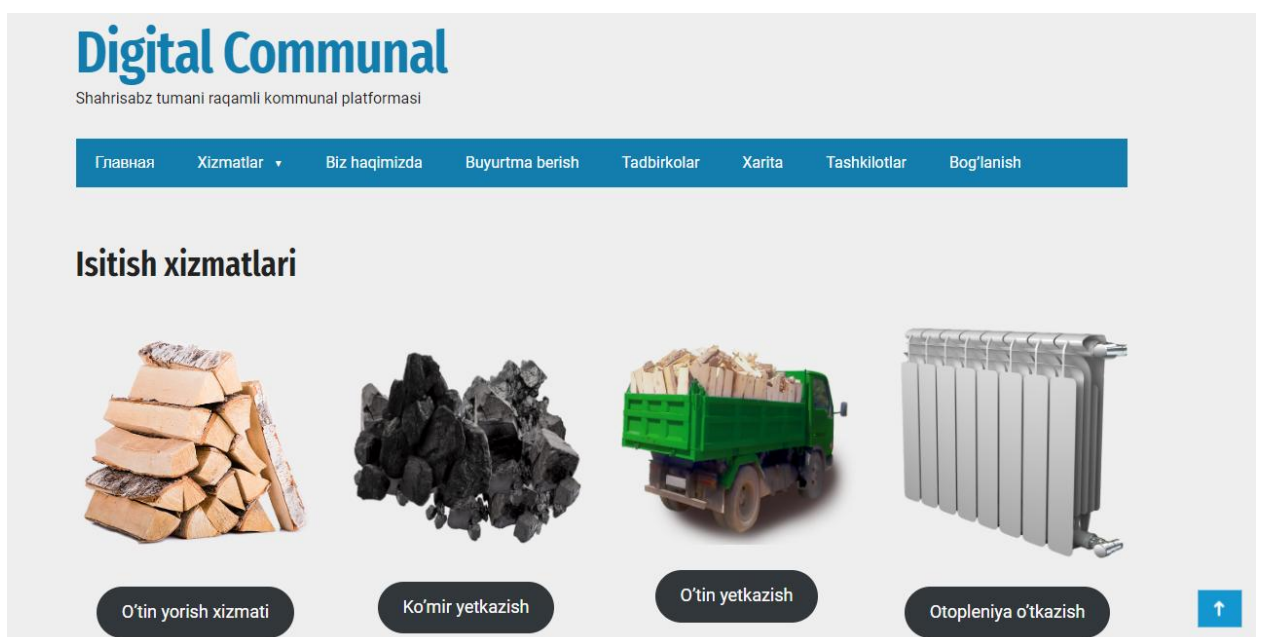 Digital Communal
Shahrisabz tumani raqamli kommunal platformasi
Главная Xizmatlar ▾ Biz haqimizda Buyurtma berish Tadbirkolar Xarita Tashkilotlar Bog‘lanish
Isitish xizmatlari
O‘tin yorish xizmati Ko‘mir yetkazish O‘tin yetkazish Otopleniya o‘tkazish